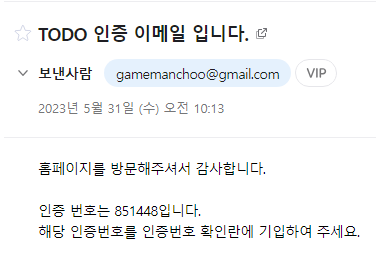 TODO 인증 이메일 입니다.
보낸사람 gamemanchoo@gmail.com VIP
2023년 5월 31일 (수) 오전 10:13
홈페이지를 방문해주셔서 감사합니다.
인증 번호는 851448입니다.
해당 인증번호를 인증번호 확인란에 기입하여 주세요.